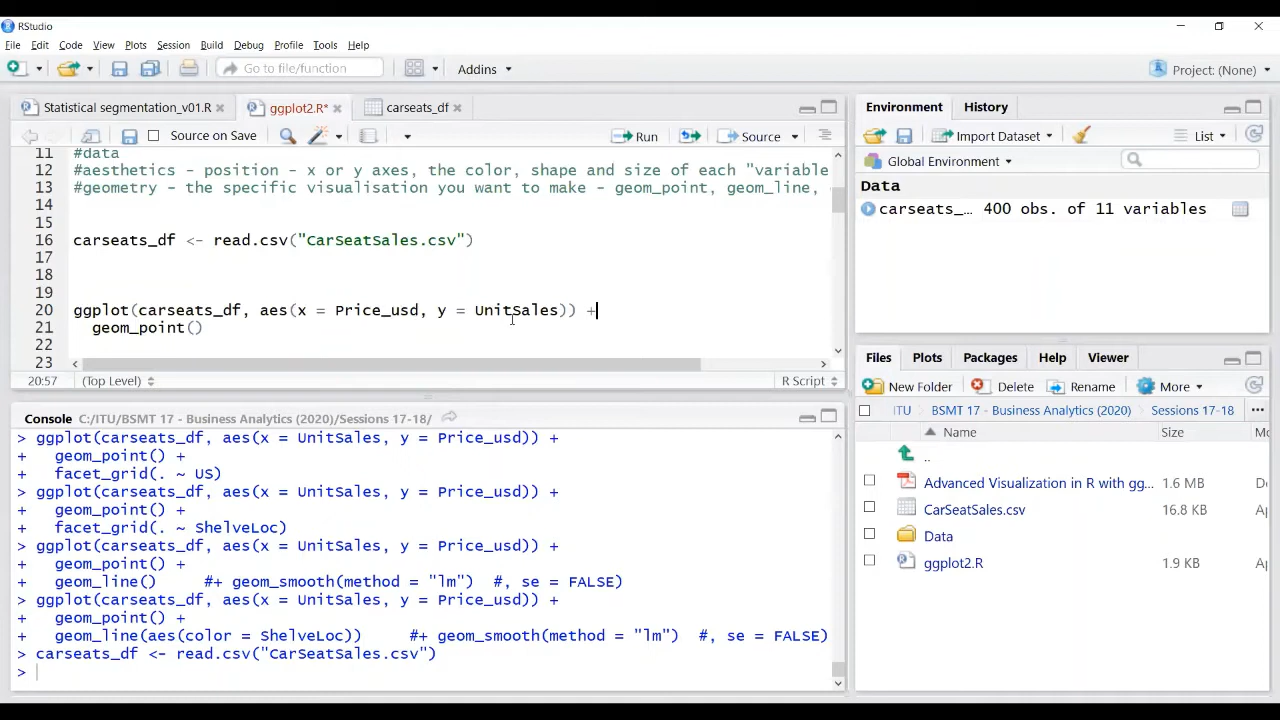 RStudio
File Edit Code View Plots Session Build Debug Profile Tools Help
Go to file/function Addins Project: (None)
Statistical segmentation_v01.R ggplot2.R* carseats_df
Source on Save Run Source
11 #data
12 #aesthetics - position - x or y axes, the color, shape and size of each "variable
13 #geometry - the specific visualisation you want to make - geom_point, geom_line,
14
15
16 carseats_df <- read.csv("CarSeatSales.csv")
17
18
19
20 ggplot(carseats_df, aes(x = Price_usd, y = UnitSales)) +
21 geom_point()
22
23
20:57 (Top Level) R Script
Console C:/ITU/BSMT 17 - Business Analytics (2020)/Sessions 17-18/
> ggplot(carseats_df, aes(x = UnitSales, y = Price_usd)) +
+ geom_point() +
+ facet_grid(. ~ US)
> ggplot(carseats_df, aes(x = UnitSales, y = Price_usd)) +
+ geom_point() +
+ facet_grid(. ~ ShelveLoc)
> ggplot(carseats_df, aes(x = UnitSales, y = Price_usd)) +
+ geom_point() +
+ geom_line() #+ geom_smooth(method = "lm") #, se = FALSE)
> ggplot(carseats_df, aes(x = UnitSales, y = Price_usd)) +
+ geom_point() +
+ geom_line(aes(color = ShelveLoc)) #+ geom_smooth(method = "lm") #, se = FALSE)
> carseats_df <- read.csv("CarSeatSales.csv")
>
Environment History
Import Dataset List
Global Environment
Data
carseats_… 400 obs. of 11 variables
Files Plots Packages Help Viewer
New Folder Delete Rename More
ITU BSMT 17 - Business Analytics (2020) Sessions 17-18 ...
Name Size Mo
..
Advanced Visualization in R with gg... 1.6 MB De
CarSeatSales.csv 16.8 KB Ap
Data
ggplot2.R 1.9 KB Ap